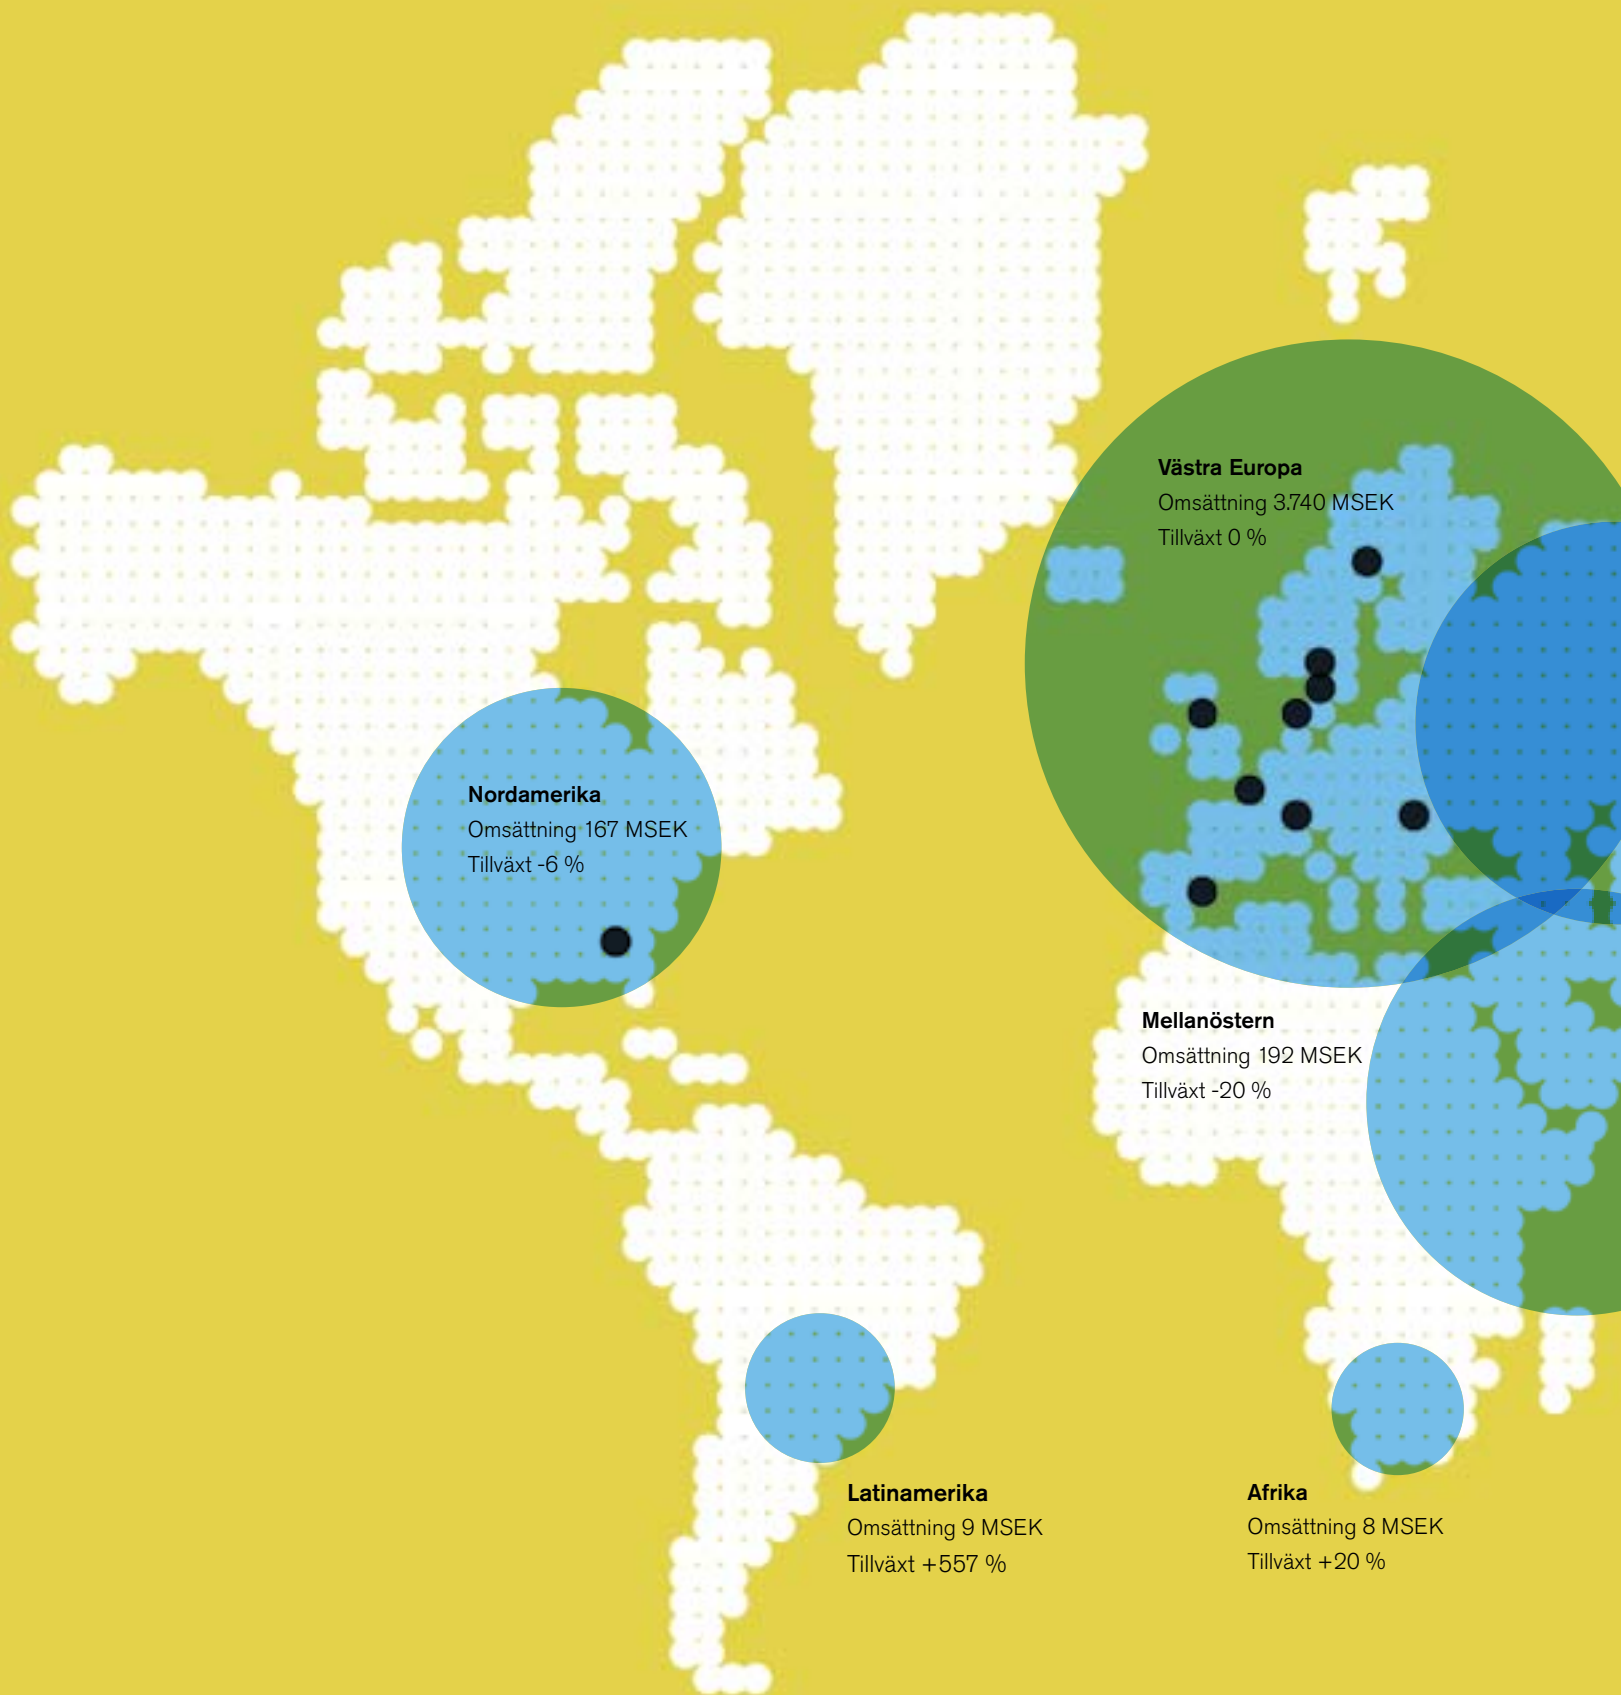 Västra Europa
Omsättning 3.740 MSEK
Tillväxt 0 %
Nordamerika
Omsättning 167 MSEK
Tillväxt -6 %
Mellanöstern
Omsättning 192 MSEK
Tillväxt -20 %
Latinamerika
Omsättning 9 MSEK
Tillväxt +557 %
Afrika
Omsättning 8 MSEK
Tillväxt +20 %